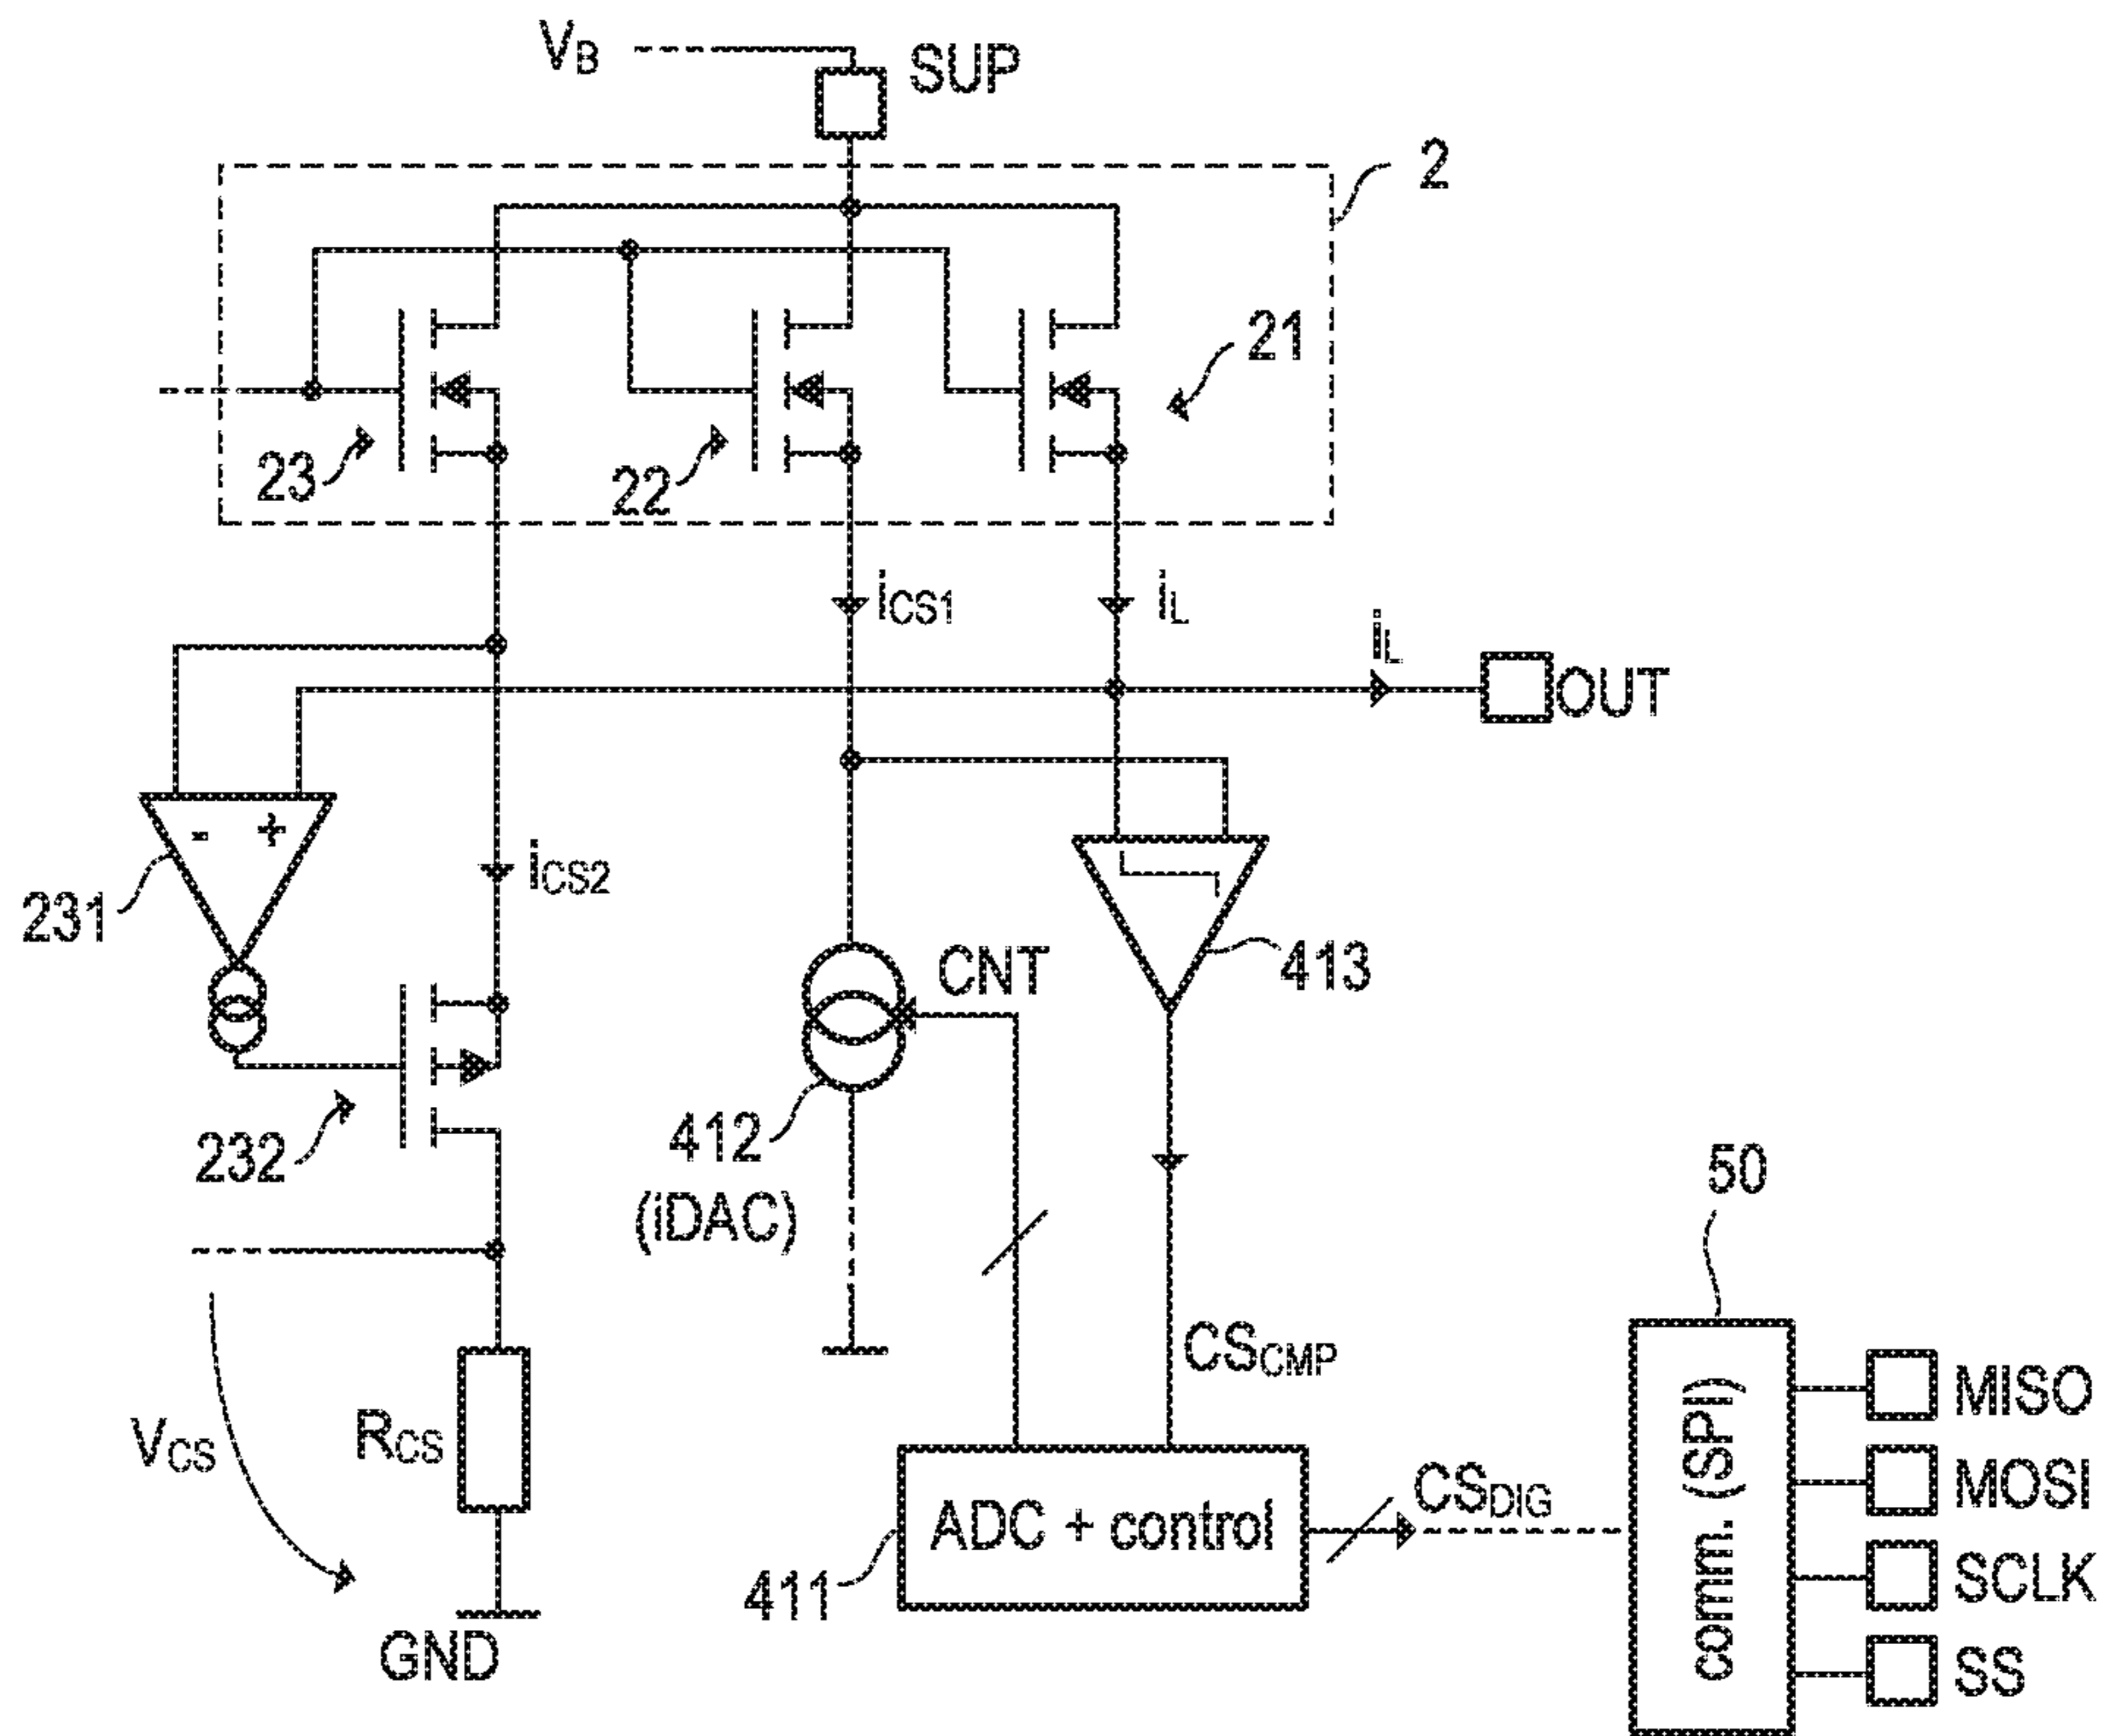 VB
SUP
2
21
23
22
iCS1
iL
iL
OUT
- +
231
iCS2
CNT
413
232
412
(iDAC)
50
CSCMP
VCS
RCS
ADC + control
CSDIG
411
comm. (SPI)
MISO
MOSI
SCLK
SS
GND